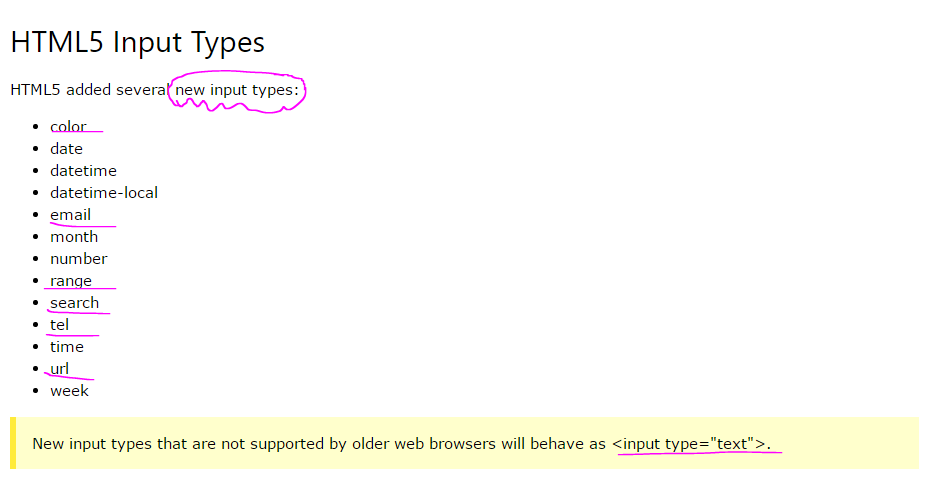 HTML5 Input Types
HTML5 added several new input types:
• color
• date
• datetime
• datetime-local
• email
• month
• number
• range
• search
• tel
• time
• url
• week
New input types that are not supported by older web browsers will behave as <input type="text">.